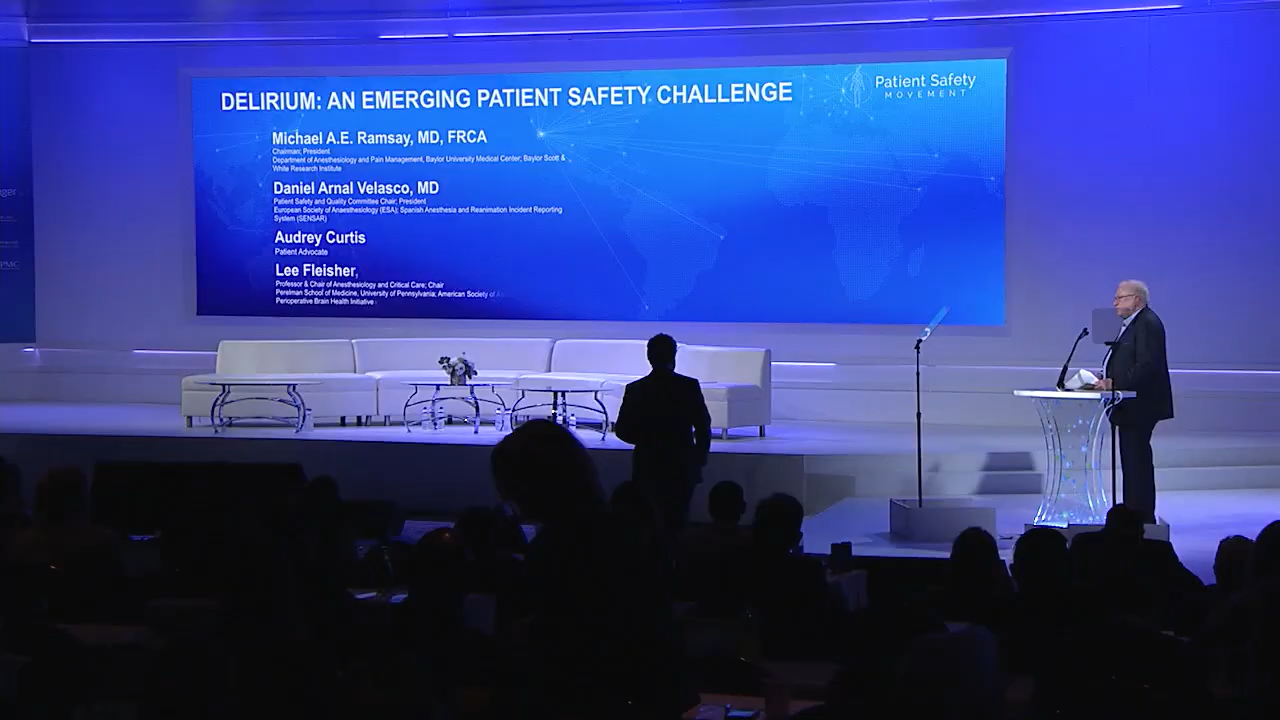 DELIRIUM: AN EMERGING PATIENT SAFETY CHALLENGE
Patient Safety
MOVEMENT
Michael A.E. Ramsay, MD, FRCA
Chairman; President
Department of Anesthesiology and Pain Management, Baylor University Medical Center; Baylor Scott &
White Research Institute
Daniel Arnal Velasco, MD
Patient Safety and Quality Committee Chair; President
European Society of Anaesthesiology (ESA); Spanish Anesthesia and Reanimation Incident Reporting
System (SENSAR)
Audrey Curtis
Patient Advocate
Lee Fleisher,
Professor & Chair of Anesthesiology and Critical Care; Chair
Perelman School of Medicine, University of Pennsylvania; American Society of
Perioperative Brain Health Initiative